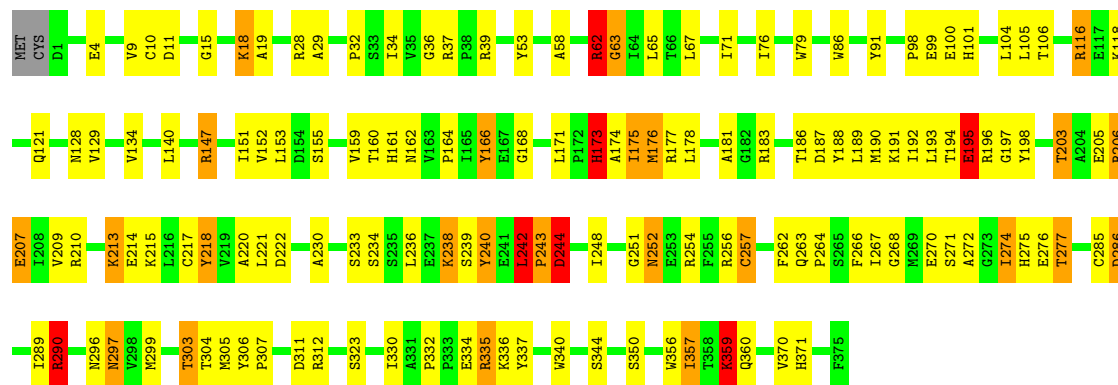 MET CYS D1 E4 V9 C10 D11 G15 K18 A19 R28 A29 P32 S33 I34 V35 G36 R37 P38 R39 Y53 A58 R62 G63 I64 L65 T66 L67 I71 I76 W79 W86 Y91 P98 E99 E100 H101 L104 L105 T106 R116 E117 K118
Q121 N128 V129 V134 L140 R147 I151 V152 L153 D154 S155 V159 T160 H161 N162 V163 P164 I165 Y166 E167 G168 L171 P172 H173 A174 I175 M176 R177 L178 A181 G182 R183 T186 D187 Y188 L189 M190 K191 I192 L193 T194 E195 R196 G197 Y198 T203 A204 E205
E207 I208 V209 R210 K213 E214 K215 L216 C217 Y218 V219 A220 L221 D222 A230 S233 S234 S235 L236 E237 K238 S239 Y240 E241 L242 P243 D244 I248 G251 N252 E253 R254 F255 R256 C257 F262 Q263 P264 S265 F266 I267 G268 M269 E270 S271 A272 G273 I274 H275 E276 T277 C285
I289 R290 N296 N297 V298 M299 T303 T304 M305 Y306 P307 D311 R312 S323 I330 A331 P332 P333 E334 R335 K336 Y337 W340 S344 S350 W356 I357 T358 K359 Q360 V370 H371 F375